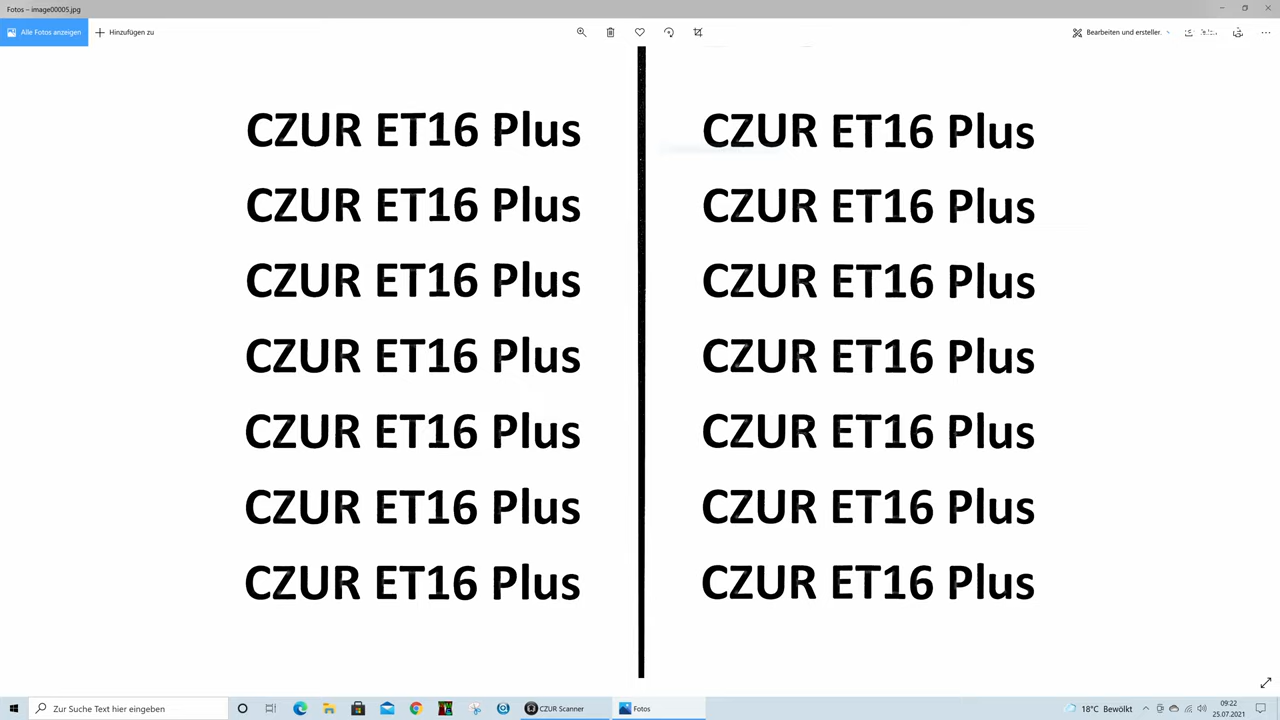 Fotos – image00005.jpg
Alle Fotos anzeigen
Hinzufügen zu
Bearbeiten und erstellen
CZUR ET16 Plus CZUR ET16 Plus
CZUR ET16 Plus CZUR ET16 Plus
CZUR ET16 Plus CZUR ET16 Plus
CZUR ET16 Plus CZUR ET16 Plus
CZUR ET16 Plus CZUR ET16 Plus
CZUR ET16 Plus CZUR ET16 Plus
CZUR ET16 Plus CZUR ET16 Plus
Zur Suche Text hier eingeben
CZUR Scanner
Fotos
18°C Bewölkt
09:22
25.07.2021